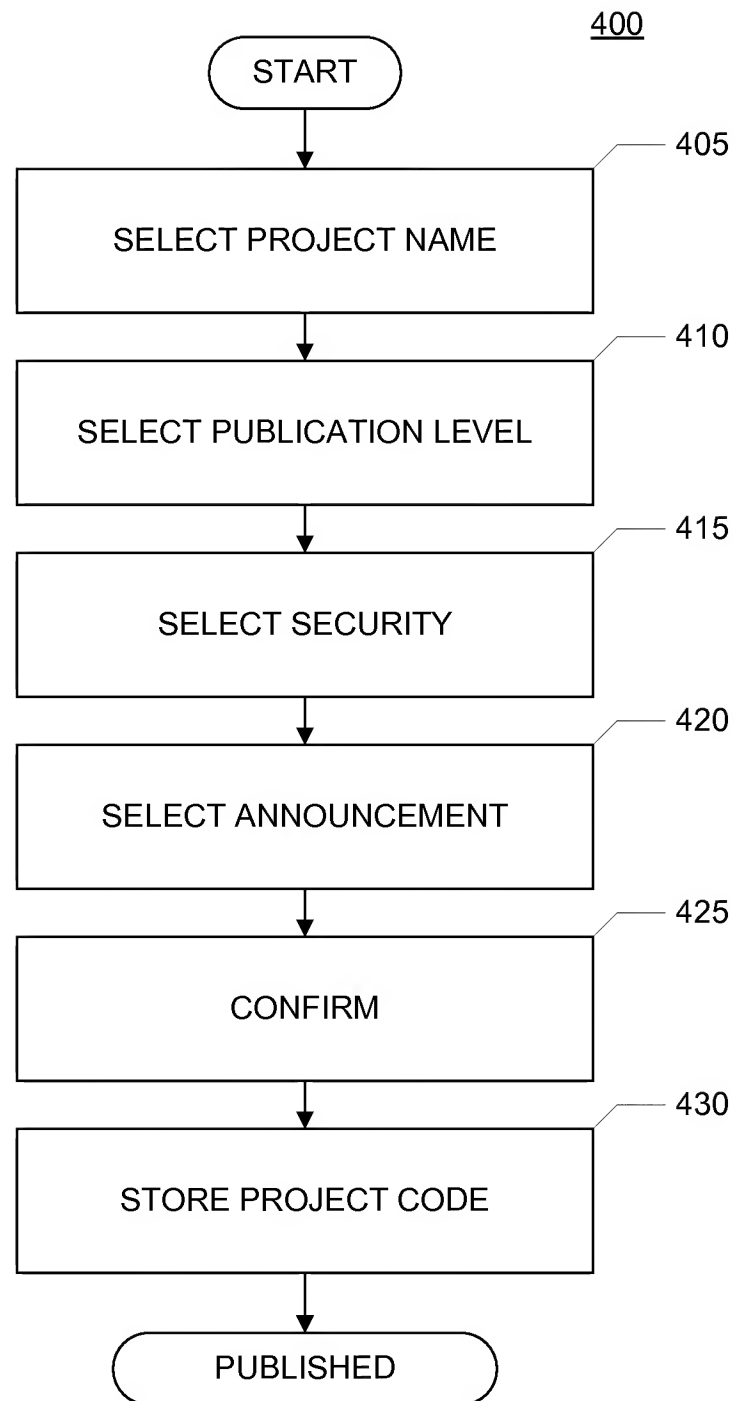 400
START
405
SELECT PROJECT NAME
410
SELECT PUBLICATION LEVEL
415
SELECT SECURITY
420
SELECT ANNOUNCEMENT
425
CONFIRM
430
STORE PROJECT CODE
PUBLISHED